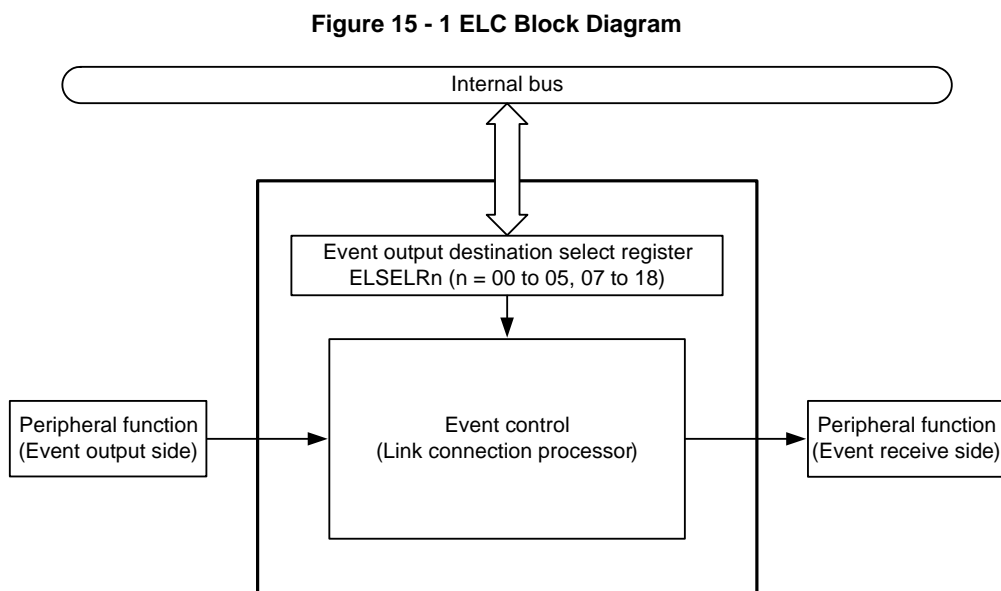 Figure 15 - 1 ELC Block Diagram
Internal bus
Event output destination select register
ELSELRn (n = 00 to 05, 07 to 18)
Peripheral function
(Event output side)
Event control
(Link connection processor)
Peripheral function
(Event receive side)